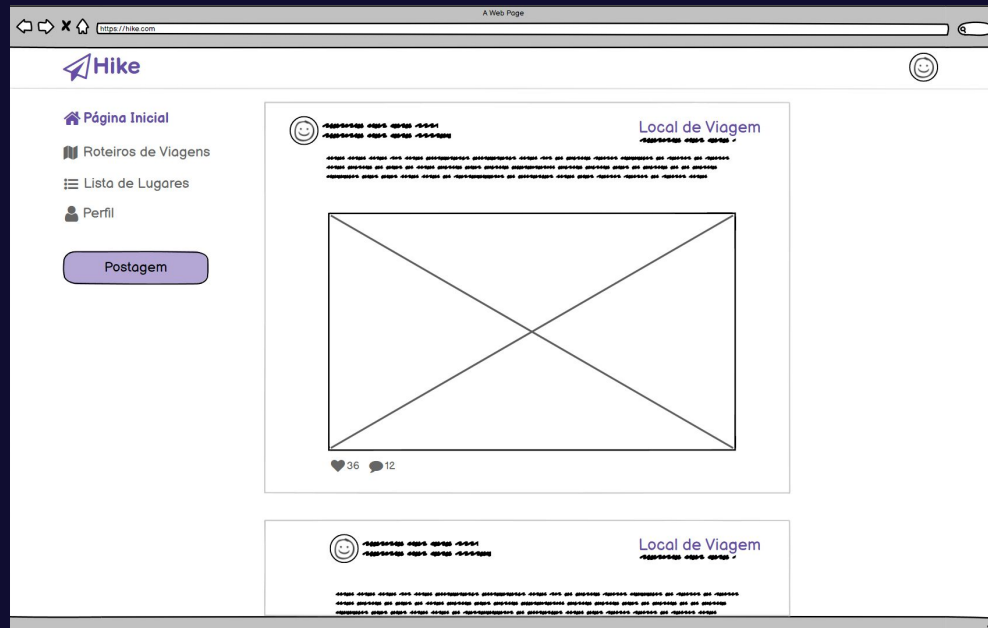 A Web Page
https://hike.com
Hike
Página Inicial
Roteiros de Viagens
Lista de Lugares
Perfil
Postagem
Local de Viagem
36 12
Local de Viagem